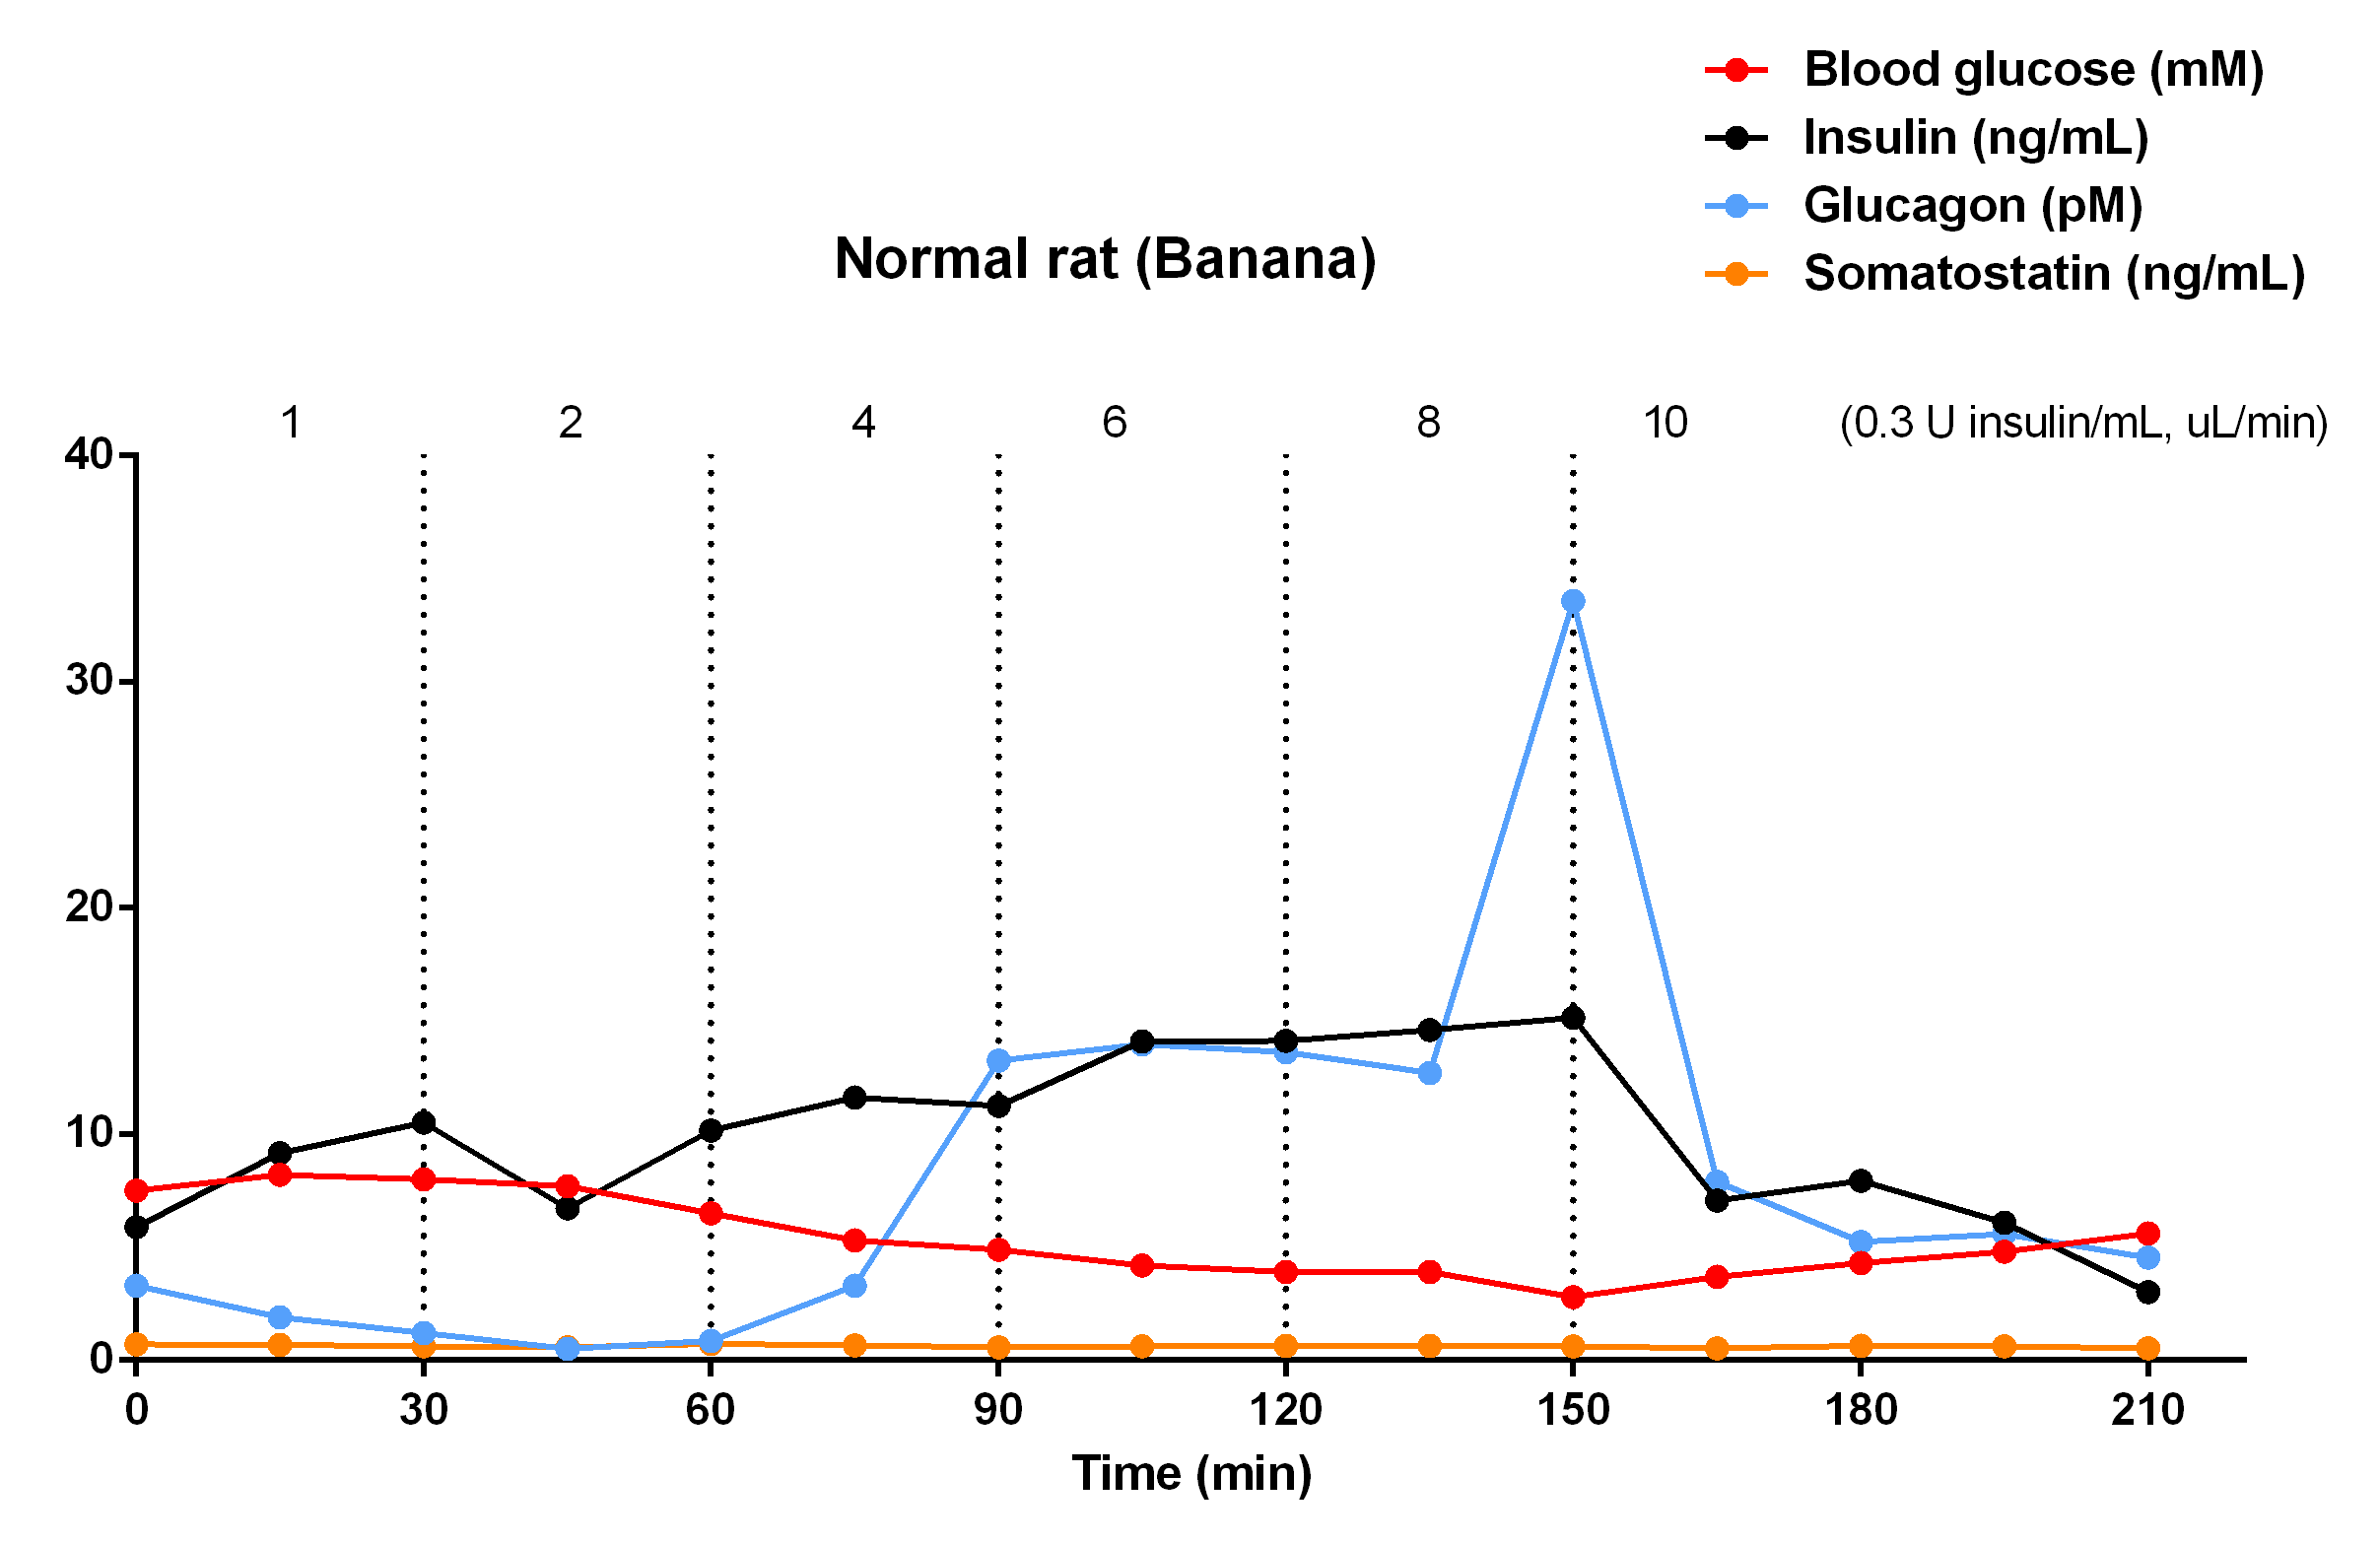 Blood glucose (mM)
Insulin (ng/mL)
Glucagon (pM)
Somatostatin (ng/mL)
Normal rat (Banana)
1 2 4 6 8 10 (0.3 U insulin/mL, uL/min)
40
30
20
10
0
0 30 60 90 120 150 180 210
Time (min)